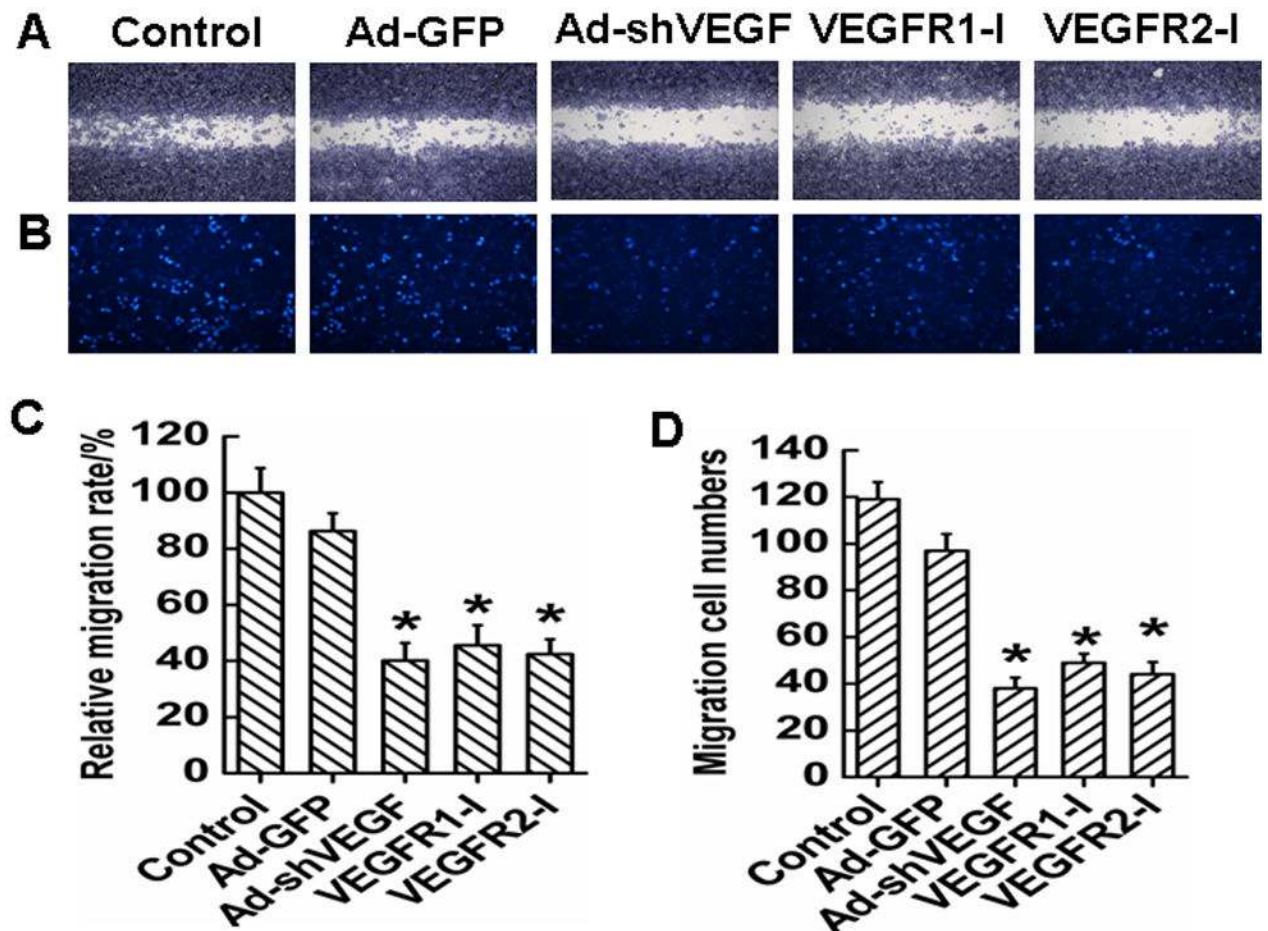 A Control Ad-GFP Ad-shVEGF VEGFR1-I VEGFR2-I
B
C
Relative migration rate/%
120
100
80
60
40
20
0
* * *
Control
Ad-GFP
Ad-shVEGF
VEGFR1-I
VEGFR2-I
D
Migration cell numbers
140
120
100
80
60
40
20
0
* * *
Control
Ad-GFP
Ad-shVEGF
VEGFR1-I
VEGFR2-I